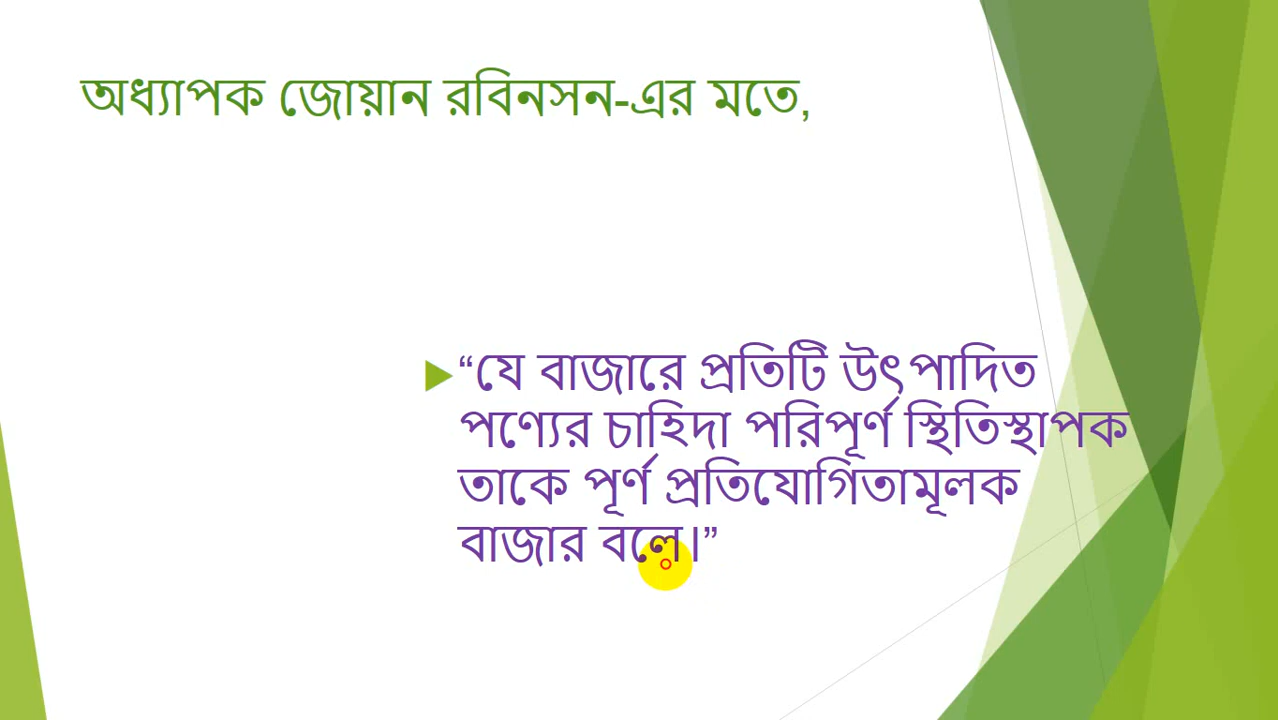 অধ্যাপক জোয়ান রবিনসন-এর মতে,
“যে বাজারে প্রতিটি উৎপাদিত
পণ্যের চাহিদা পরিপূর্ণ স্থিতিস্থাপক
তাকে পূর্ণ প্রতিযোগিতামূলক
বাজার বলে।”